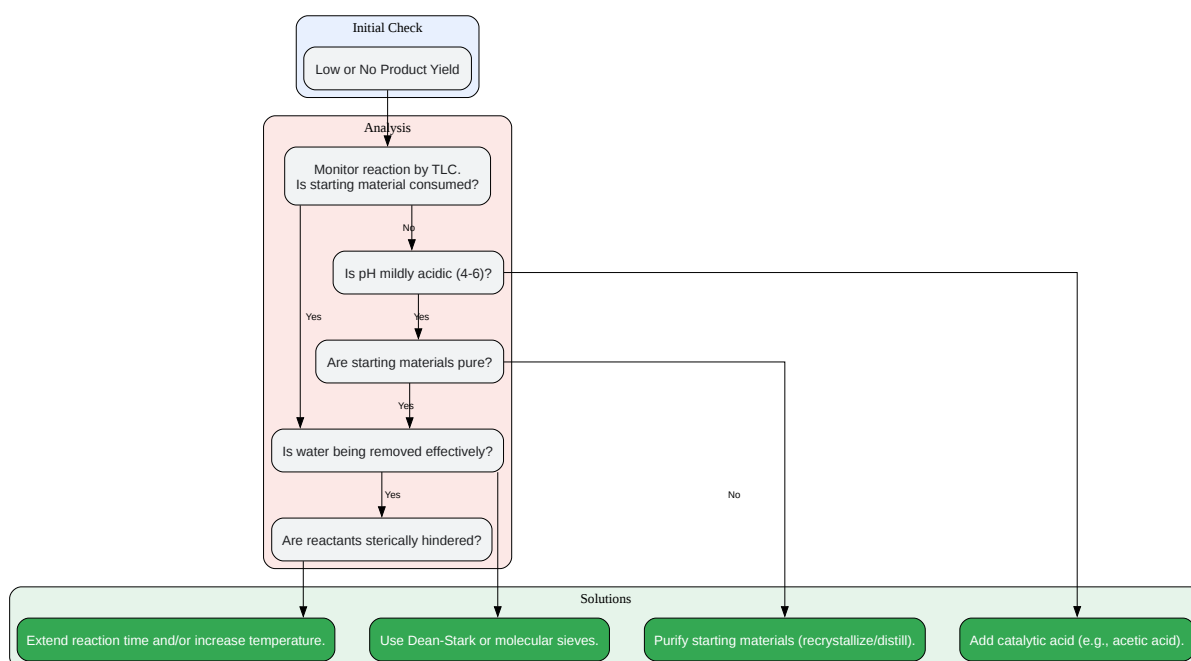 Initial Check
Low or No Product Yield
Analysis
Monitor reaction by TLC.
Is starting material consumed?
No
Is pH mildly acidic (4-6)?
Yes
Yes
Are starting materials pure?
Yes
Is water being removed effectively?
Yes
No
Are reactants sterically hindered?
Solutions
Extend reaction time and/or increase temperature.
Use Dean-Stark or molecular sieves.
Purify starting materials (recrystallize/distill).
Add catalytic acid (e.g., acetic acid).